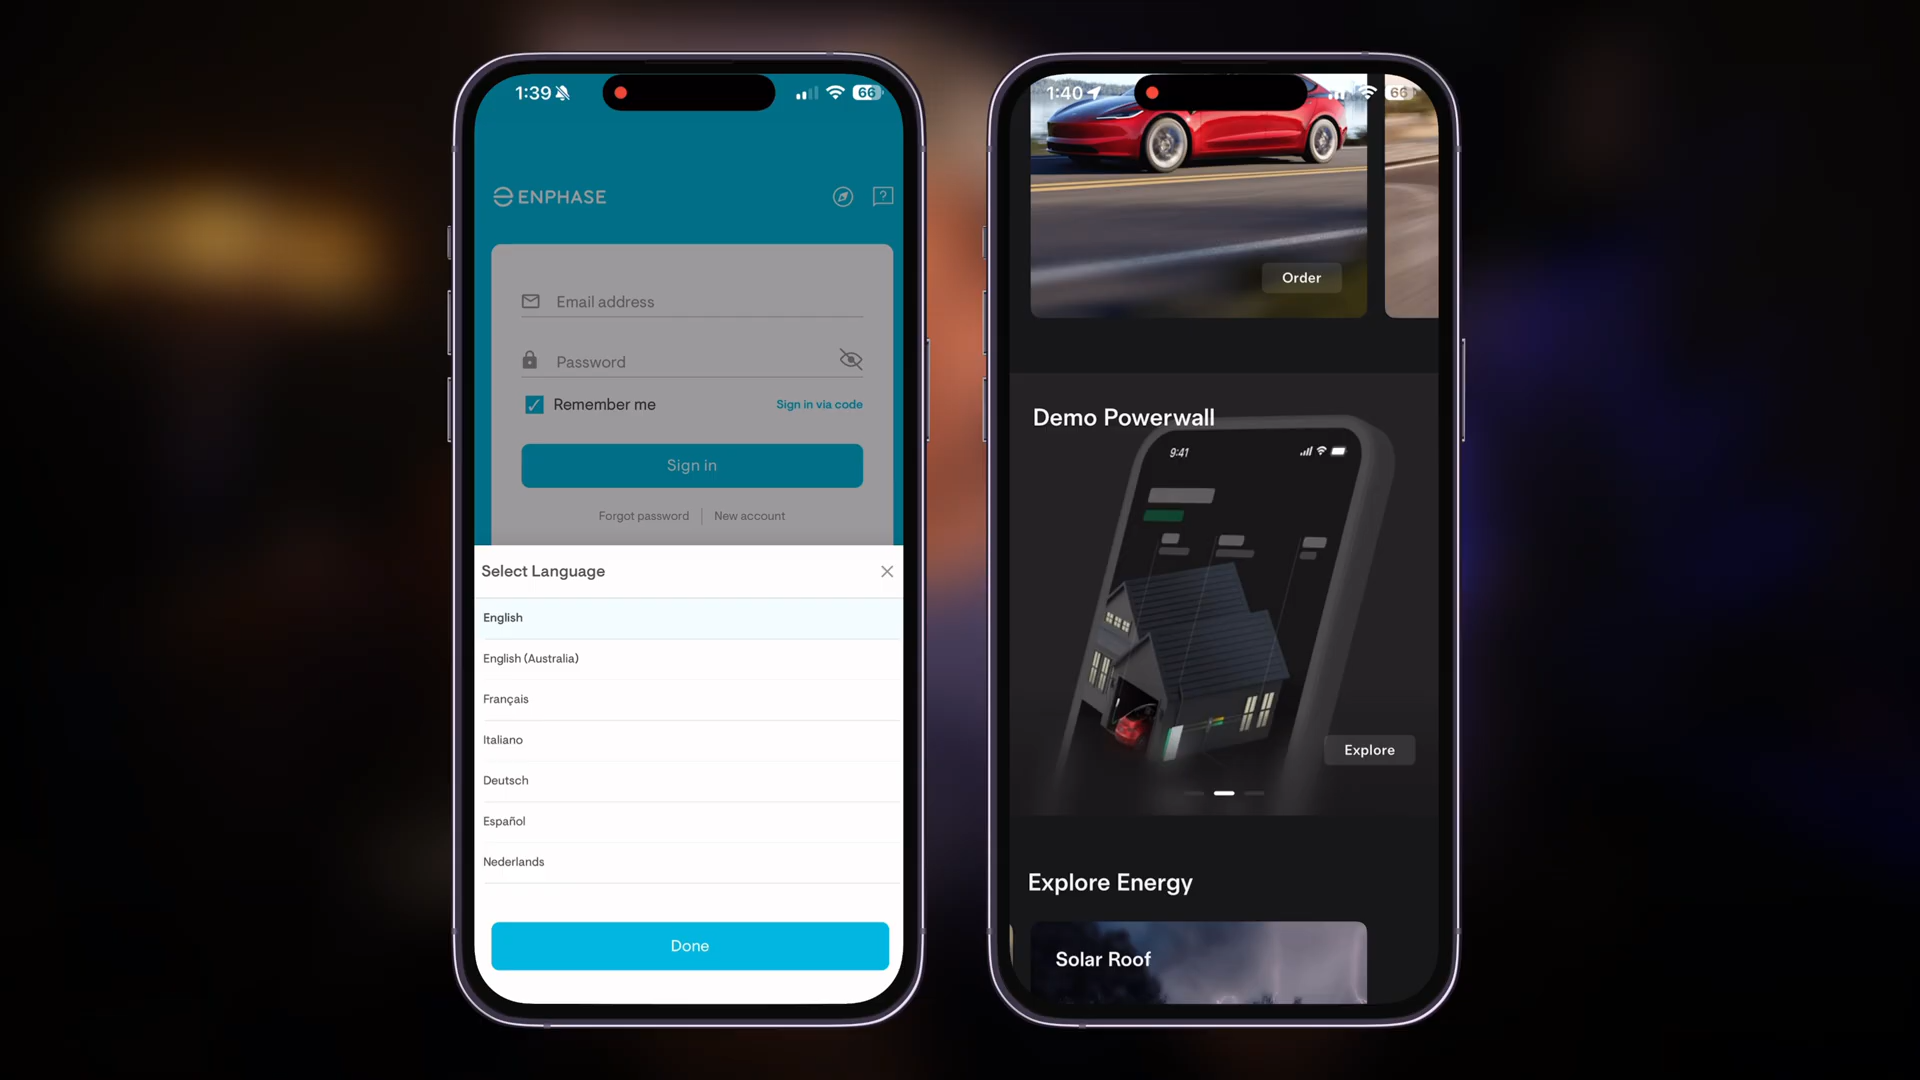 1:39
66
ENPHASE
Email address
Password
Remember me
Sign in via code
Sign in
Forgot password
New account
Select Language
English
English (Australia)
Français
Italiano
Deutsch
Español
Nederlands
Done
1:40
66
Order
Demo Powerwall
9:41
Explore
Explore Energy
Solar Roof